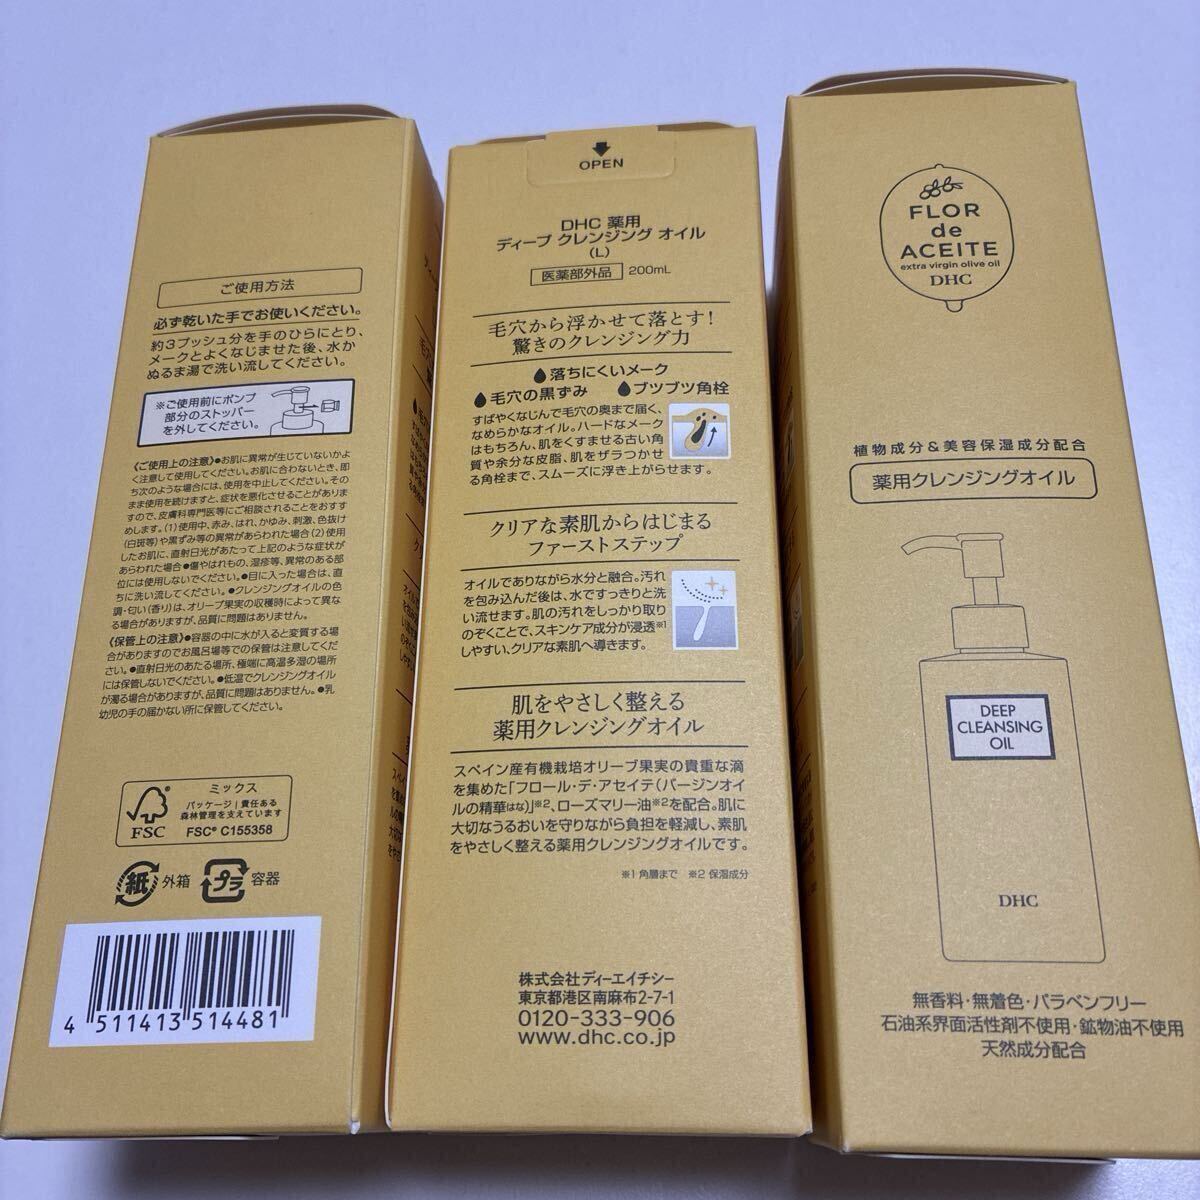 ご使用方法
必ず乾いた手でお使いください。
約3プッシュ分を手のひらにとり、
メークとよくなじませた後、水か
ぬるま湯で洗い流してください。
※ご使用前にポンプ
部分のストッパー
を外してください。
《ご使用上の注意》●お肌に異常が生じていないかよ
く注意して使用してください。お肌に合わないとき、即
ち次のような場合には、使用を中止してください。その
まま使用を続けますと、症状を悪化させることがありま
すので、皮膚科専門医等にご相談されることをおすす
めします。(1)使用中、赤み、はれ、かゆみ、刺激、色抜け
(白斑等)や黒ずみ等の異常があらわれた場合(2)使用
したお肌に、直射日光があたって上記のような症状が
あらわれた場合●傷やはれもの、湿疹等、異常のある部
位には使用しないでください。●目に入った場合は、直
ちに洗い流してください。●クレンジングオイルの色
調・匂い(香り)は、オリーブ果実の収穫時によって異な
る場合がありますが、品質に問題はありません。
《保管上の注意》●容器の中に水が入ると変質する場
合がありますのでお風呂場等での保管は注意してくだ
さい。●直射日光のあたる場所、極端に高温多湿の場所
には保管しないでください。●低温でクレンジングオイル
が濁る場合がありますが、品質に問題はありません。●乳
幼児の手の届かない所に保管してください。
FSC
ミックス
パッケージ|責任ある
森林管理を支えています
FSC® C155358
紙 外箱 プラ 容器
4 511413 514481
OPEN
DHC 薬用
ディープ クレンジング オイル
(L)
医薬部外品 200mL
毛穴から浮かせて落とす!
驚きのクレンジング力
落ちにくいメーク
毛穴の黒ずみ ブツブツ角栓
すばやくなじんで毛穴の奥まで届く、
なめらかなオイル。ハードなメーク
はもちろん、肌をくすませる古い角
質や余分な皮脂、肌をザラつかせ
る角栓まで、スムーズに浮き上がらせます。
クリアな素肌からはじまる
ファーストステップ
オイルでありながら水分と融合。汚れ
を包み込んだ後は、水ですっきりと洗
い流せます。肌の汚れをしっかり取り
のぞくことで、スキンケア成分が浸透※1
しやすい、クリアな素肌へ導きます。
肌をやさしく整える
薬用クレンジングオイル
スペイン産有機栽培オリーブ果実の貴重な滴
を集めた「フロール・デ・アセイテ(バージンオイ
ルの精華はな)」※2、ローズマリー油※2を配合。肌に
大切なうるおいを守りながら負担を軽減し、素肌
をやさしく整える薬用クレンジングオイルです。
※1 角層まで ※2 保湿成分
株式会社ディーエイチシー
東京都港区南麻布2-7-1
0120-333-906
www.dhc.co.jp
FLOR
de
ACEITE
extra virgin olive oil
DHC
植物成分&美容保湿成分配合
薬用クレンジングオイル
DEEP
CLEANSING
OIL
DHC
無香料・無着色・パラベンフリー
石油系界面活性剤不使用・鉱物油不使用
天然成分配合